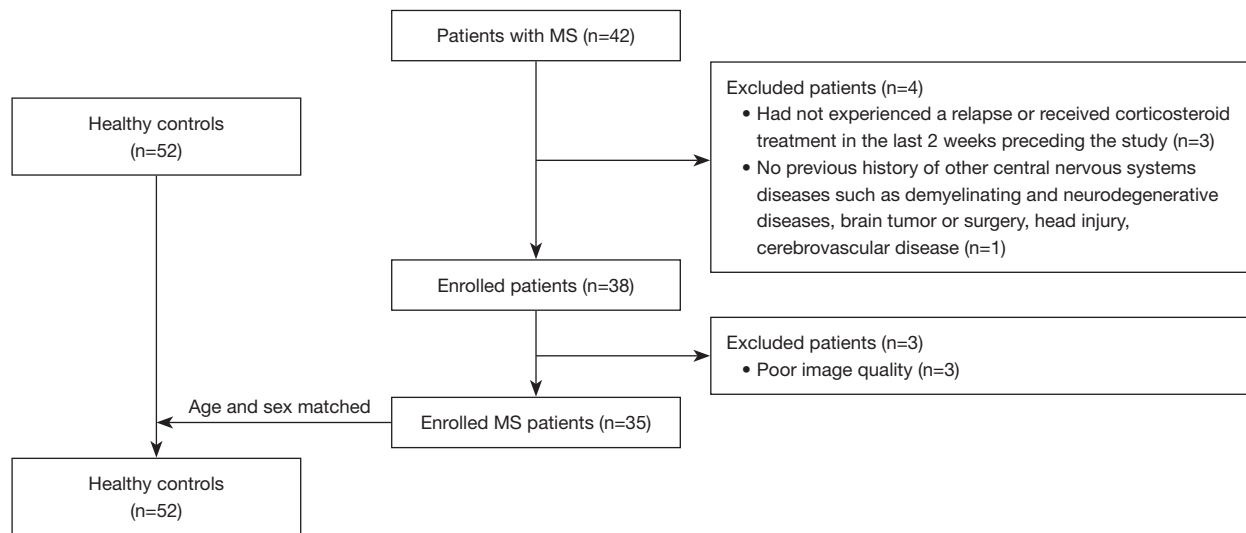 Patients with MS (n=42)
Excluded patients (n=4)
• Had not experienced a relapse or received corticosteroid
treatment in the last 2 weeks preceding the study (n=3)
• No previous history of other central nervous systems
diseases such as demyelinating and neurodegenerative
diseases, brain tumor or surgery, head injury,
cerebrovascular disease (n=1)
Healthy controls
(n=52)
Enrolled patients (n=38)
Excluded patients (n=3)
• Poor image quality (n=3)
Age and sex matched
Enrolled MS patients (n=35)
Healthy controls
(n=52)